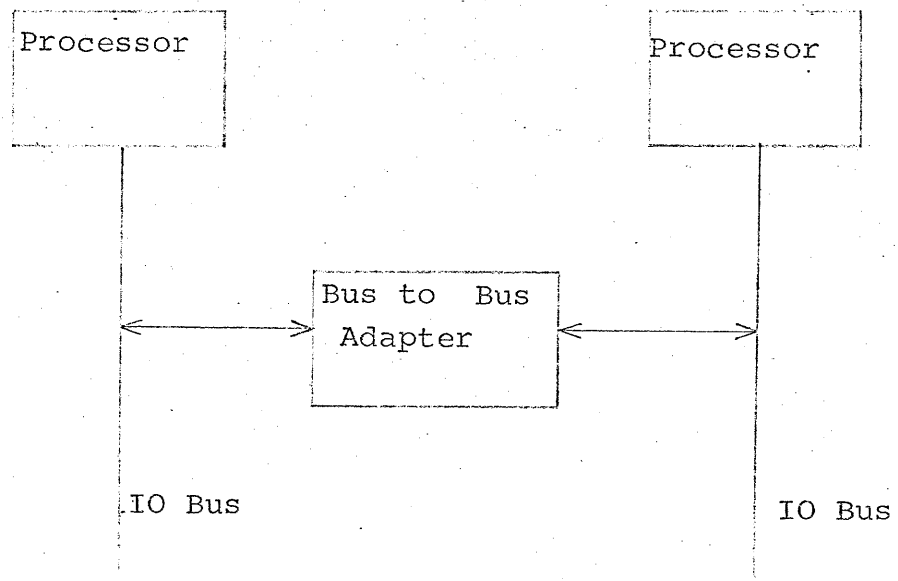 Processor
Processor
Bus to Bus
Adapter
IO Bus
IO Bus